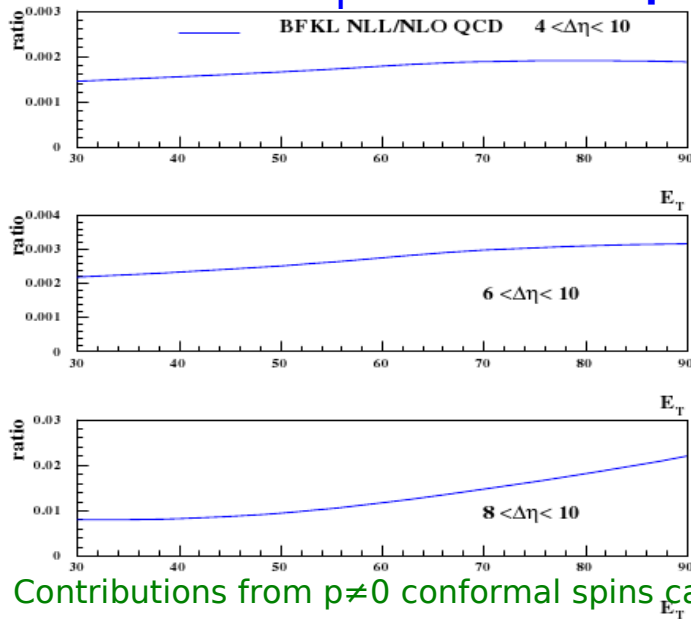 0.003
ratio
BFKL NLL/NLO QCD 4 <Δη< 10
0.002
0.001
0
30 40 50 60 70 80 90
E_T
0.004
ratio
0.003
0.002
6 <Δη< 10
0.001
0
30 40 50 60 70 80 90
E_T
0.03
ratio
0.02
0.01
8 <Δη< 10
0
30 40 50 60 70 80 90
Contributions from p≠0 conformal spins
E_T